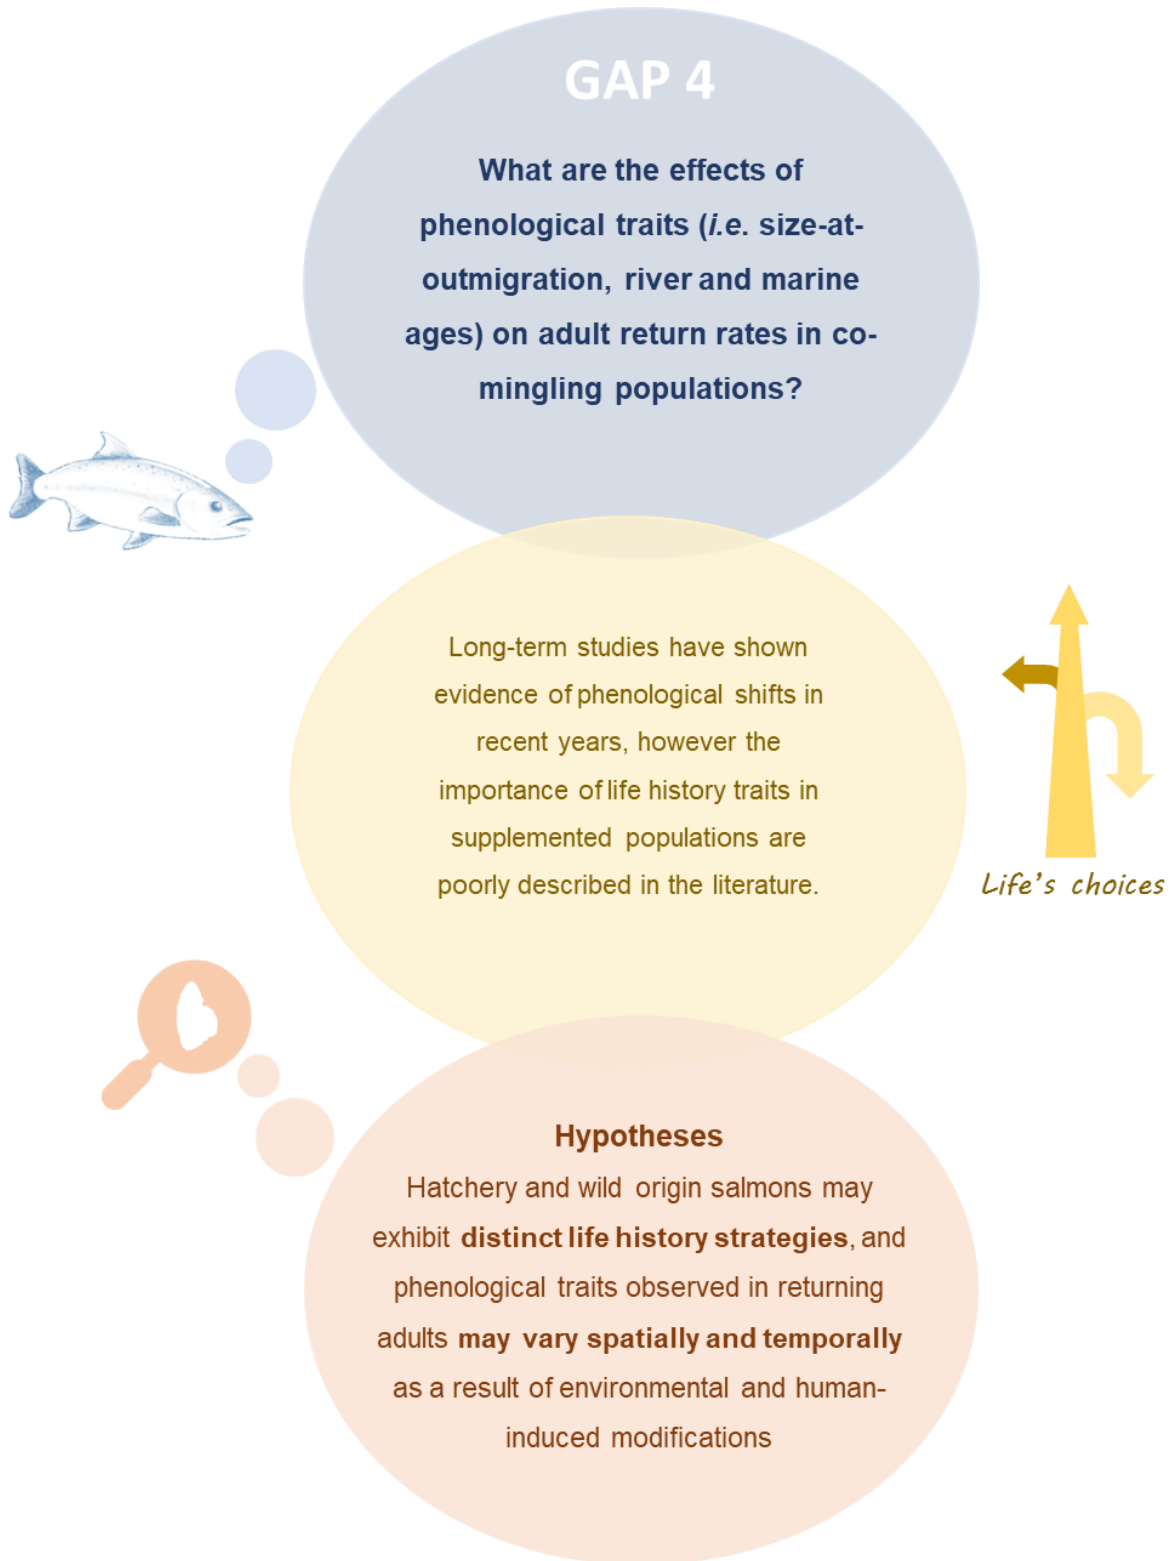 GAP 4
What are the effects of
phenological traits (i.e. size-at-
outmigration, river and marine
ages) on adult return rates in co-
mingling populations?
Long-term studies have shown
evidence of phenological shifts in
recent years, however the
importance of life history traits in
supplemented populations are
poorly described in the literature.
Life's choices
Hypotheses
Hatchery and wild origin salmons may
exhibit distinct life history strategies, and
phenological traits observed in returning
adults may vary spatially and temporally
as a result of environmental and human-
induced modifications